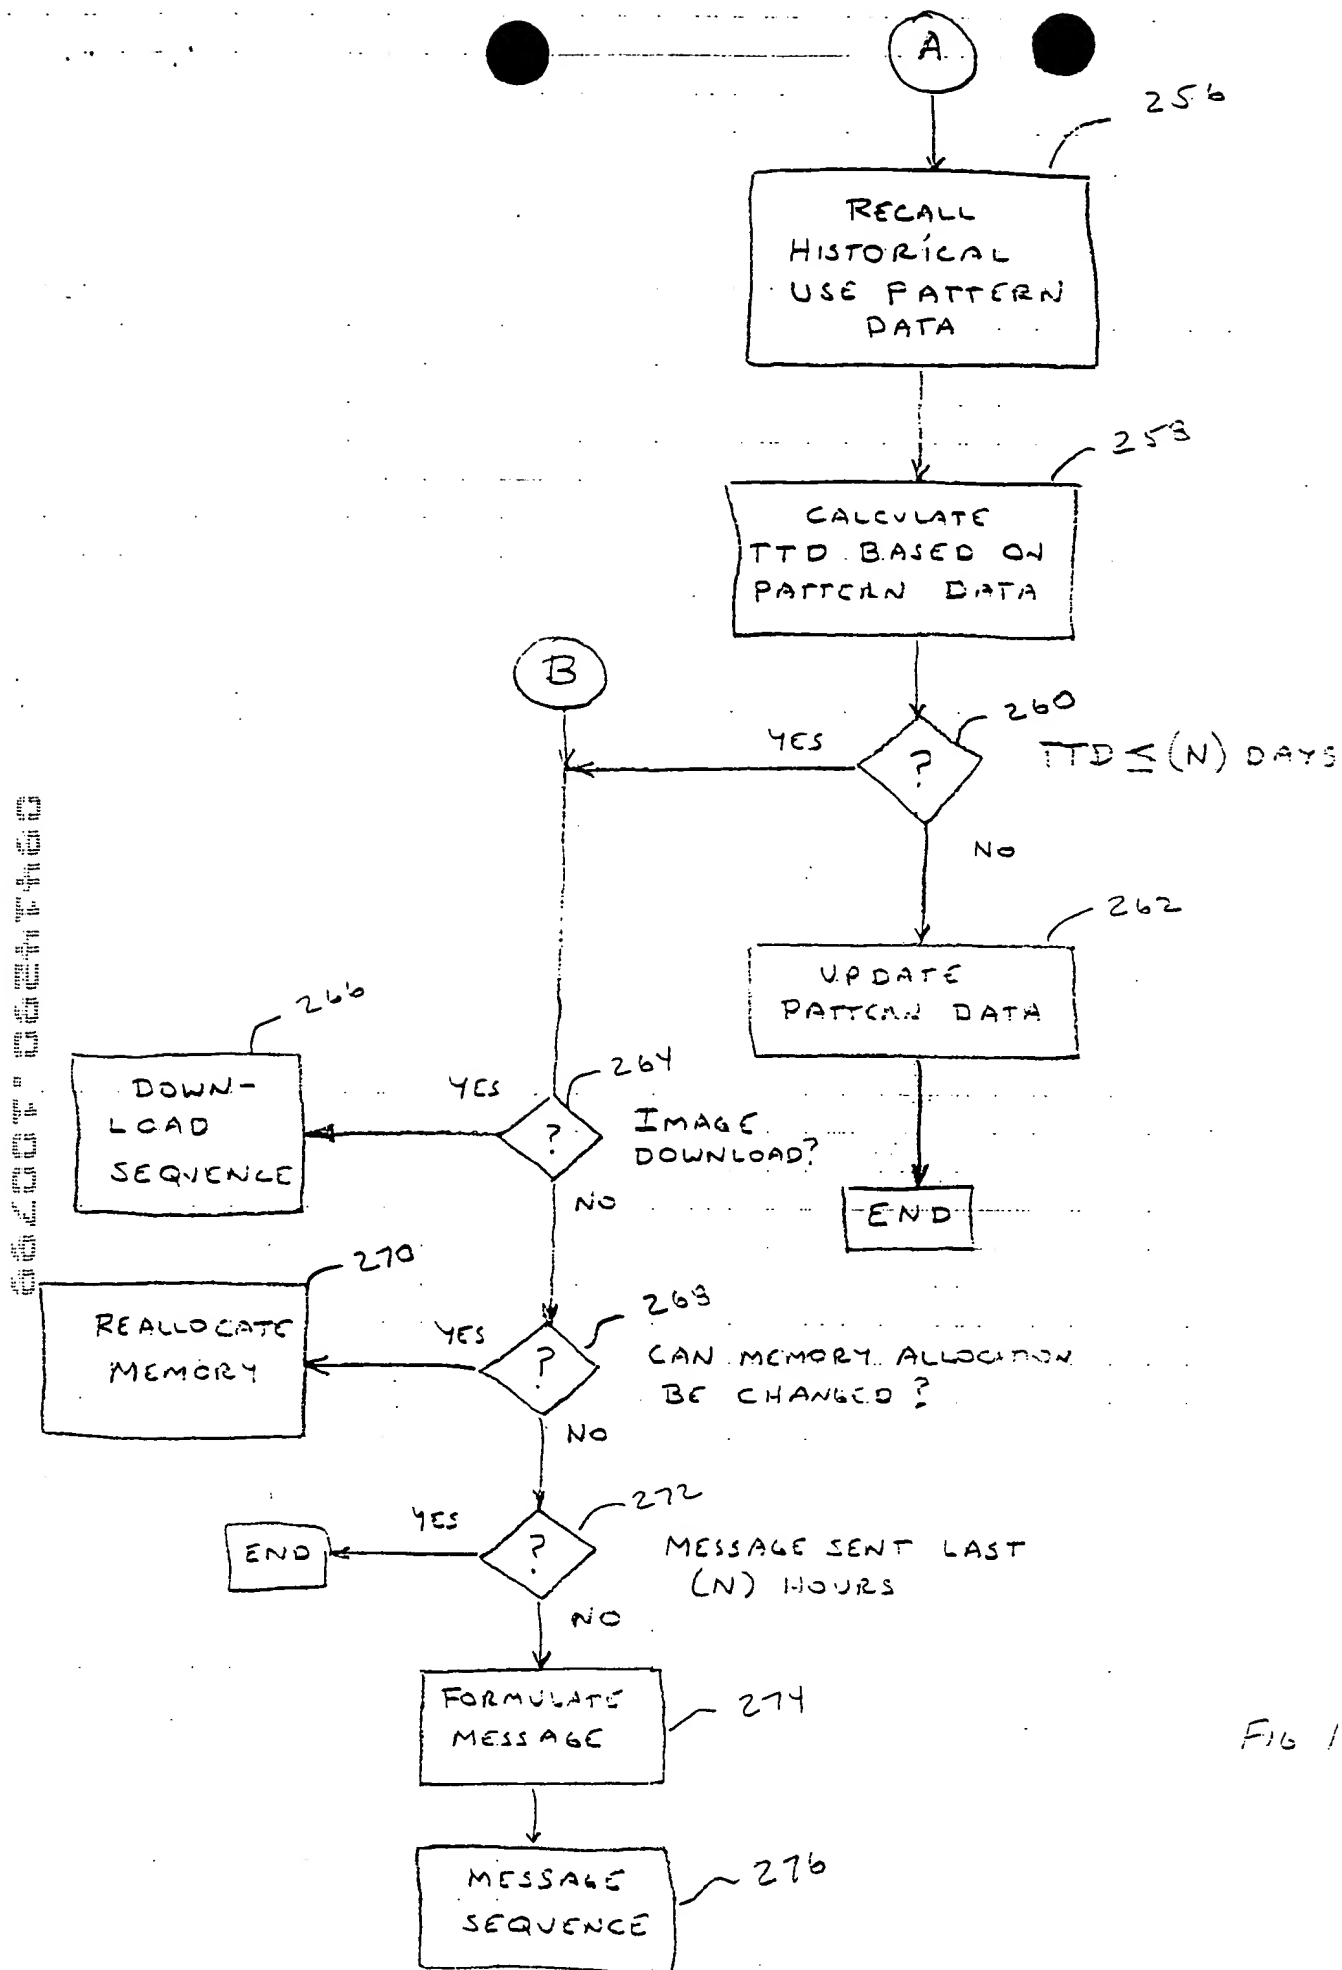 A
256
RECALL
HISTORICAL
USE PATTERN
DATA
258
CALCULATE
TTD BASED ON
PATTERN DATA
B
260
YES
?
TTD ≤ (N) DAYS
NO
262
UPDATE
PATTERN DATA
END
266
DOWN-
LOAD
SEQUENCE
YES
264
?
IMAGE
DOWNLOAD?
NO
270
REALLOCATE
MEMORY
YES
268
?
CAN MEMORY ALLOCATION
BE CHANGED?
NO
272
YES
END
?
MESSAGE SENT LAST
(N) HOURS
NO
FORMULATE
MESSAGE
274
FIG
MESSAGE
SEQUENCE
276